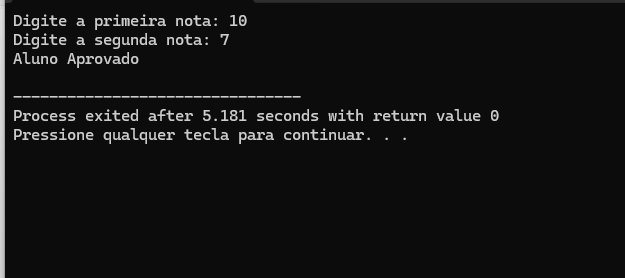 Digite a primeira nota: 10
Digite a segunda nota: 7
Aluno Aprovado
--------------------------------
Process exited after 5.181 seconds with return value 0
Pressione qualquer tecla para continuar. . .